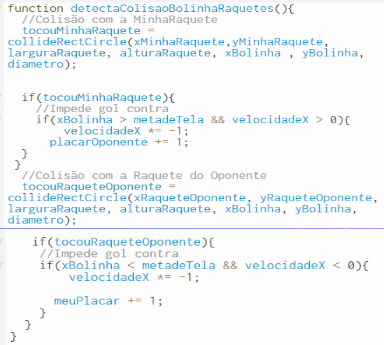 function detectaColisaoBolinhaRaquetes(){
//Colisão com a MinhaRaquete
tocouMinhaRaquete =
collideRectCircle(xMinhaRaquete,yMinhaRaquete,
larguraRaquete, alturaRaquete, xBolinha , yBolinha,
diametro);
if(tocouMinhaRaquete){
//Impede gol contra
if(xBolinha > metadeTela && velocidadeX > 0){
velocidadeX *= -1;
placarOponente += 1;
}
}
//Colisão com a Raquete do Oponente
tocouRaqueteOponente =
collideRectCircle(xRaqueteOponente, yRaqueteOponente,
larguraRaquete, alturaRaquete, xBolinha, yBolinha,
diametro);
if(tocouRaqueteOponente){
//Impede gol contra
if(xBolinha < metadeTela && velocidadeX < 0){
velocidadeX *= -1;
meuPlacar += 1;
}
}
}